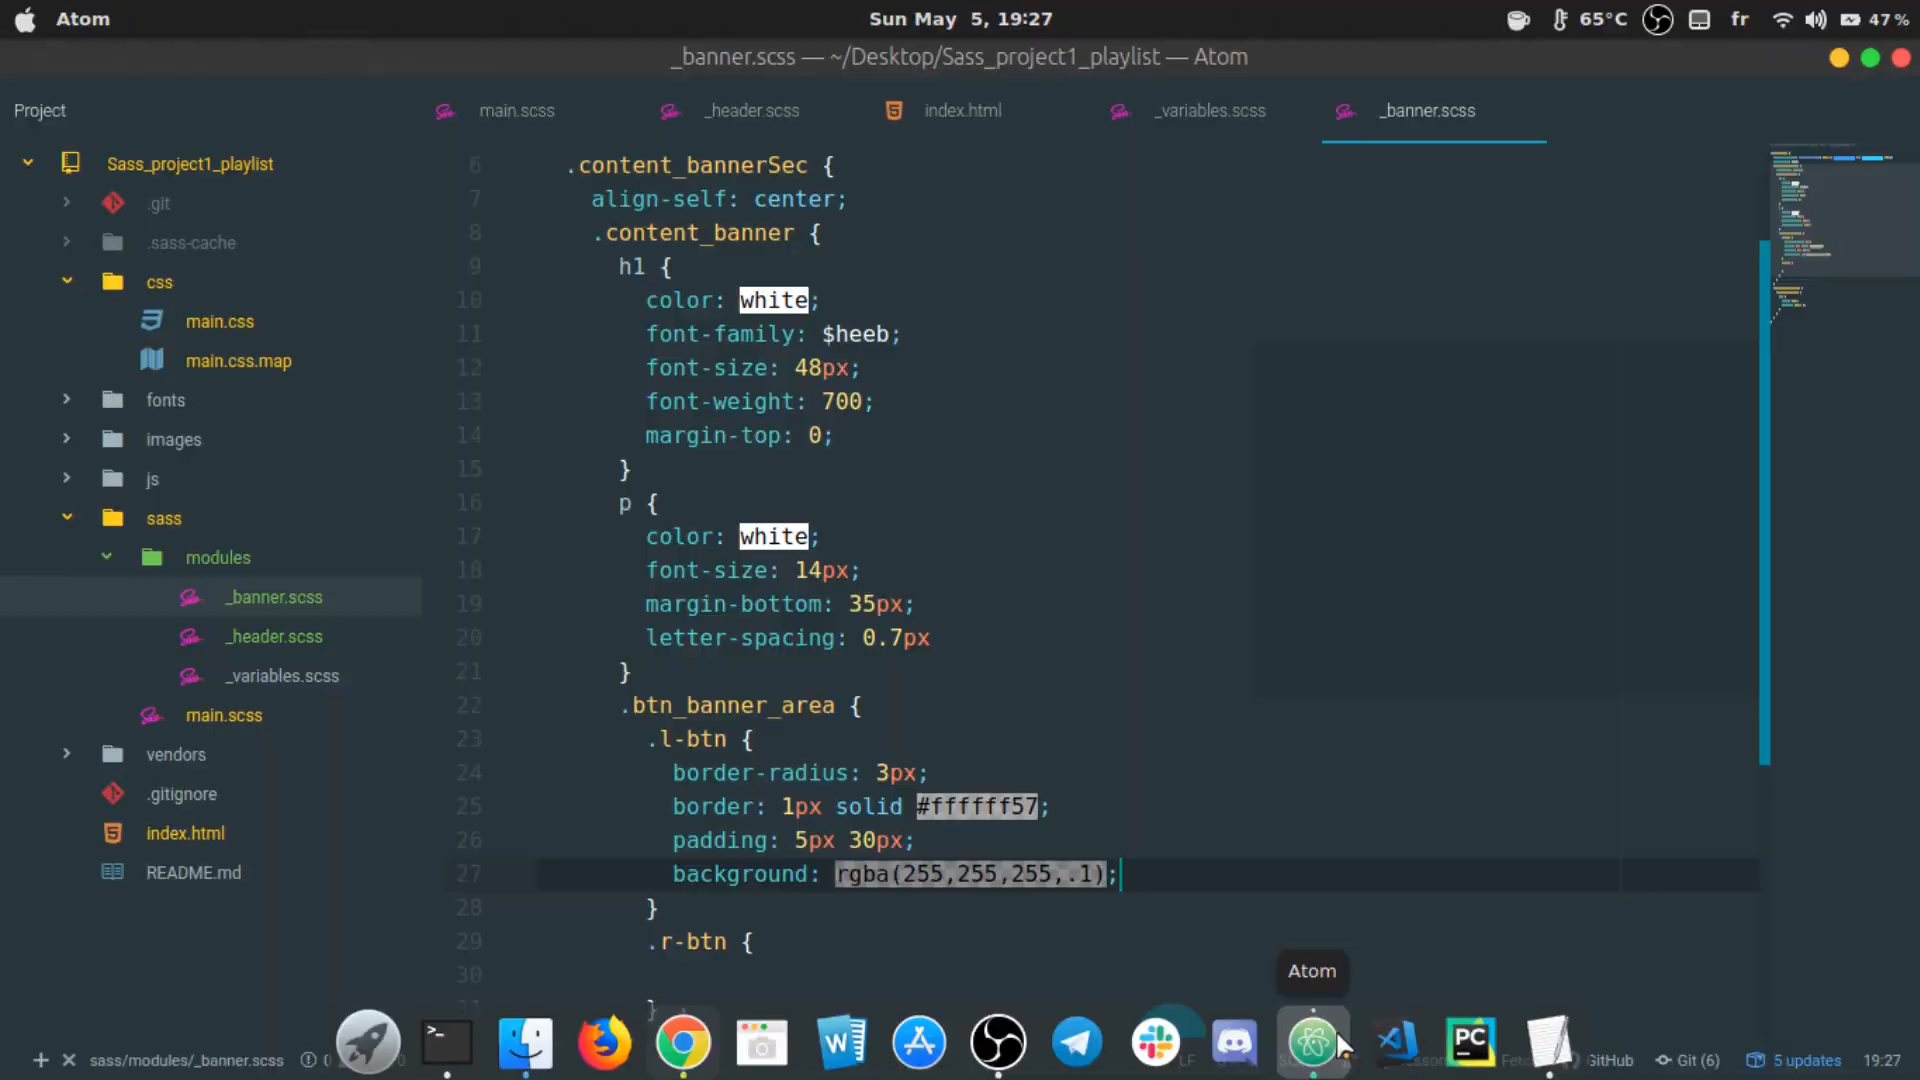 Atom
Sun May 5, 19:27
65°C
fr
47%
_banner.scss — ~/Desktop/Sass_project1_playlist — Atom
Project
main.scss
_header.scss
index.html
_variables.scss
_banner.scss
Sass_project1_playlist
.git
.sass-cache
css
main.css
main.css.map
fonts
images
js
sass
modules
_banner.scss
_header.scss
_variables.scss
main.scss
vendors
.gitignore
index.html
README.md
6 .content_bannerSec {
7 align-self: center;
8 .content_banner {
9 h1 {
10 color: white;
11 font-family: $heeb;
12 font-size: 48px;
13 font-weight: 700;
14 margin-top: 0;
15 }
16 p {
17 color: white;
18 font-size: 14px;
19 margin-bottom: 35px;
20 letter-spacing: 0.7px
21 }
22 .btn_banner_area {
23 .l-btn {
24 border-radius: 3px;
25 border: 1px solid #ffffff57;
26 padding: 5px 30px;
27 background: rgba(255,255,255,.1);
28 }
29 .r-btn {
30
}
Atom
PC
sass/modules/_banner.scss
LF
GitHub
Git (6)
5 updates
19:27